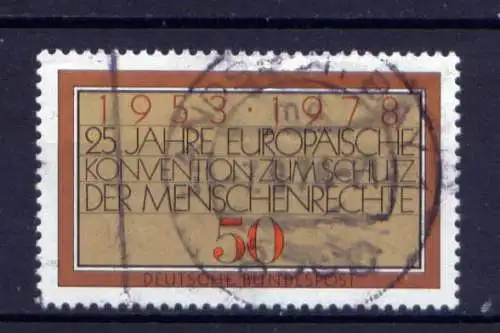 1953·1978
25 JAHRE EUROPÄISCHE
KONVENTION ZUM SCHUTZ
DER MENSCHENRECHTE
50
DEUTSCHE BUNDESPOST